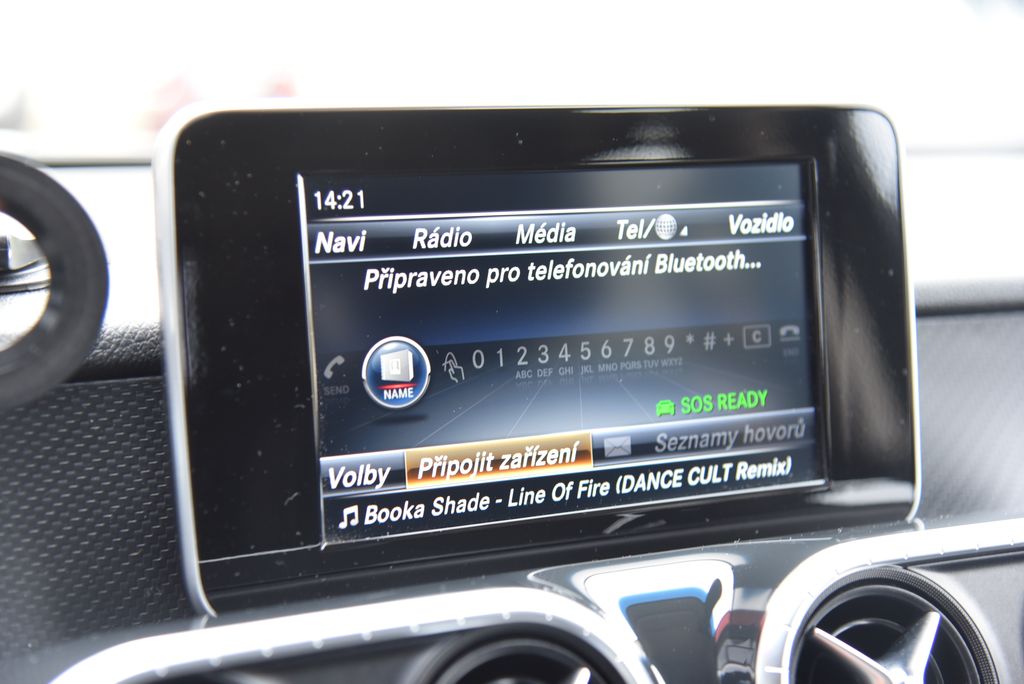 14:21
Navi Rádio Média Tel/ Vozidlo
Připraveno pro telefonování Bluetooth...
SEND NAME 0 1 2 3 4 5 6 7 8 9 * # + C END
ABC DEF GHI JKL MNO PQRS TUV WXYZ
SOS READY
Volby Připojit zařízení Seznamy hovorů
Booka Shade - Line Of Fire (DANCE CULT Remix)